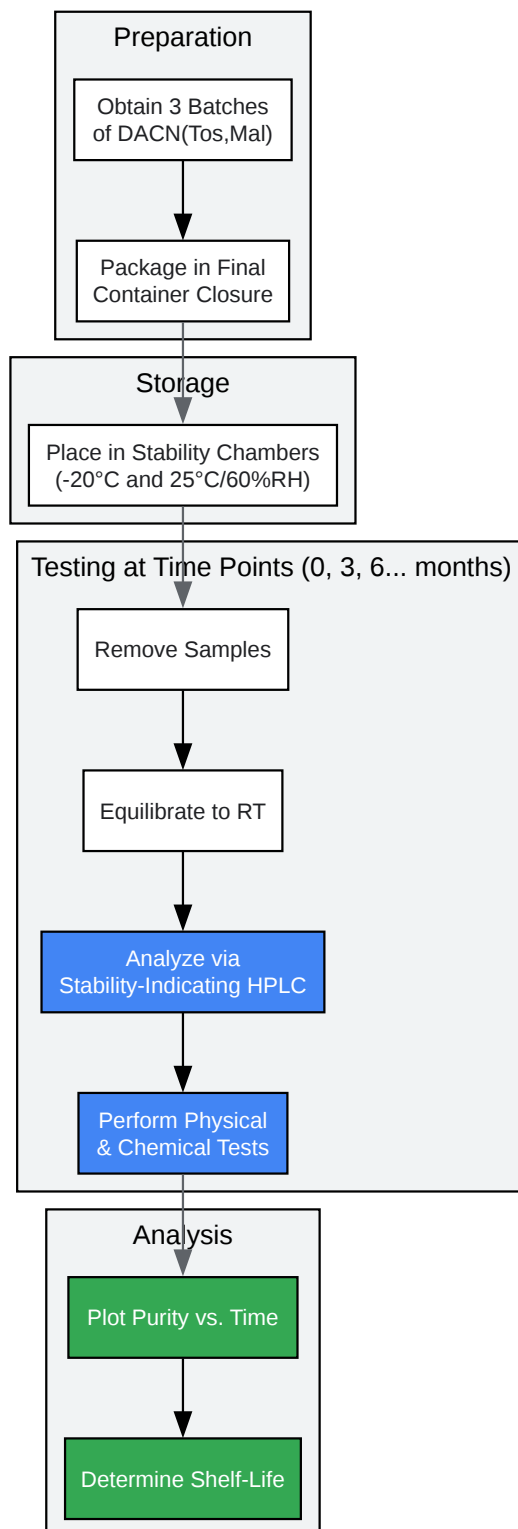 Preparation
Obtain 3 Batches
of DACN(Tos,Mal)
Package in Final
Container Closure
Storage
Place in Stability Chambers
(-20°C and 25°C/60%RH)
Testing at Time Points (0, 3, 6... months)
Remove Samples
Equilibrate to RT
Analyze via
Stability-Indicating HPLC
Perform Physical
& Chemical Tests
Analysis
Plot Purity vs. Time
Determine Shelf-Life